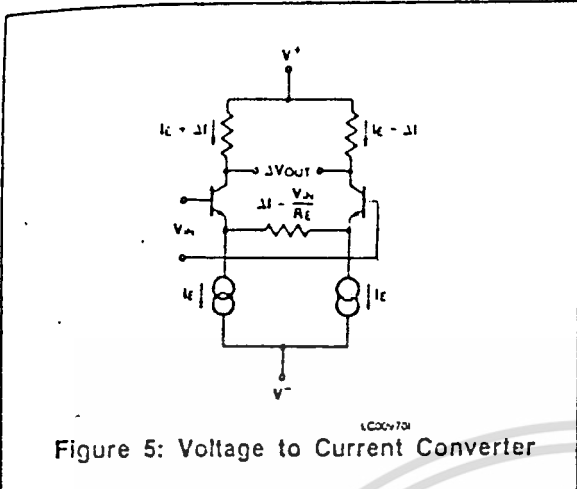 V+
IE + ΔI
IE - ΔI
ΔVOUT
ΔI - VIN
RE
VIN
IE
IE
V-
Figure 5: Voltage to Current Converter